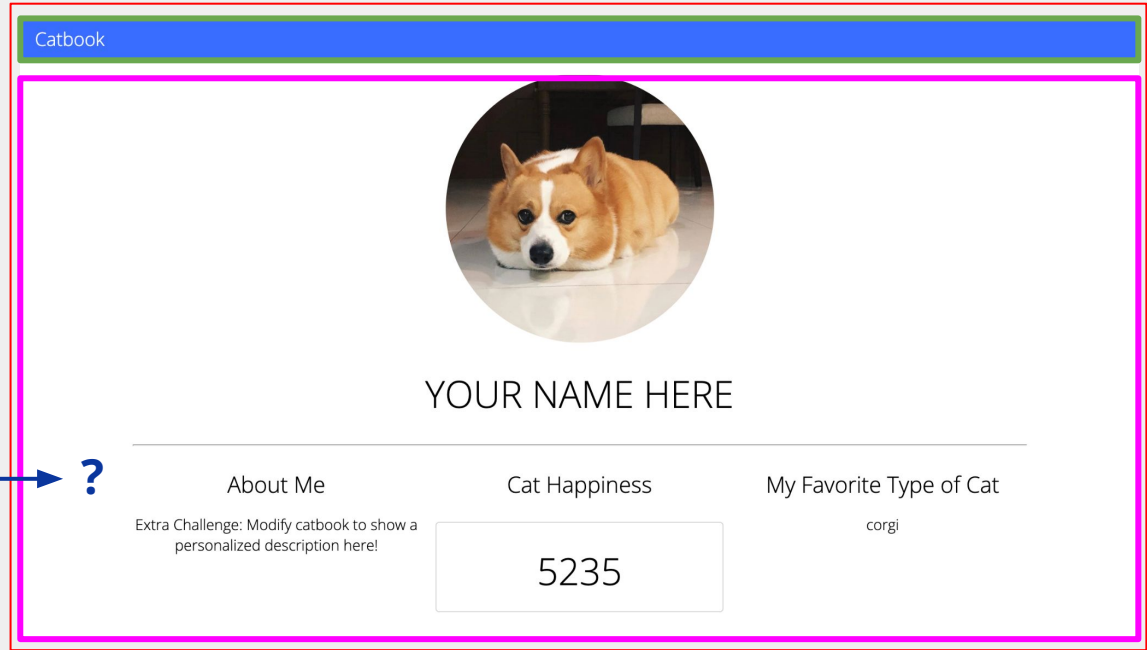 Catbook
YOUR NAME HERE
?
About Me
Extra Challenge: Modify catbook to show a
personalized description here!
Cat Happiness
5235
My Favorite Type of Cat
corgi